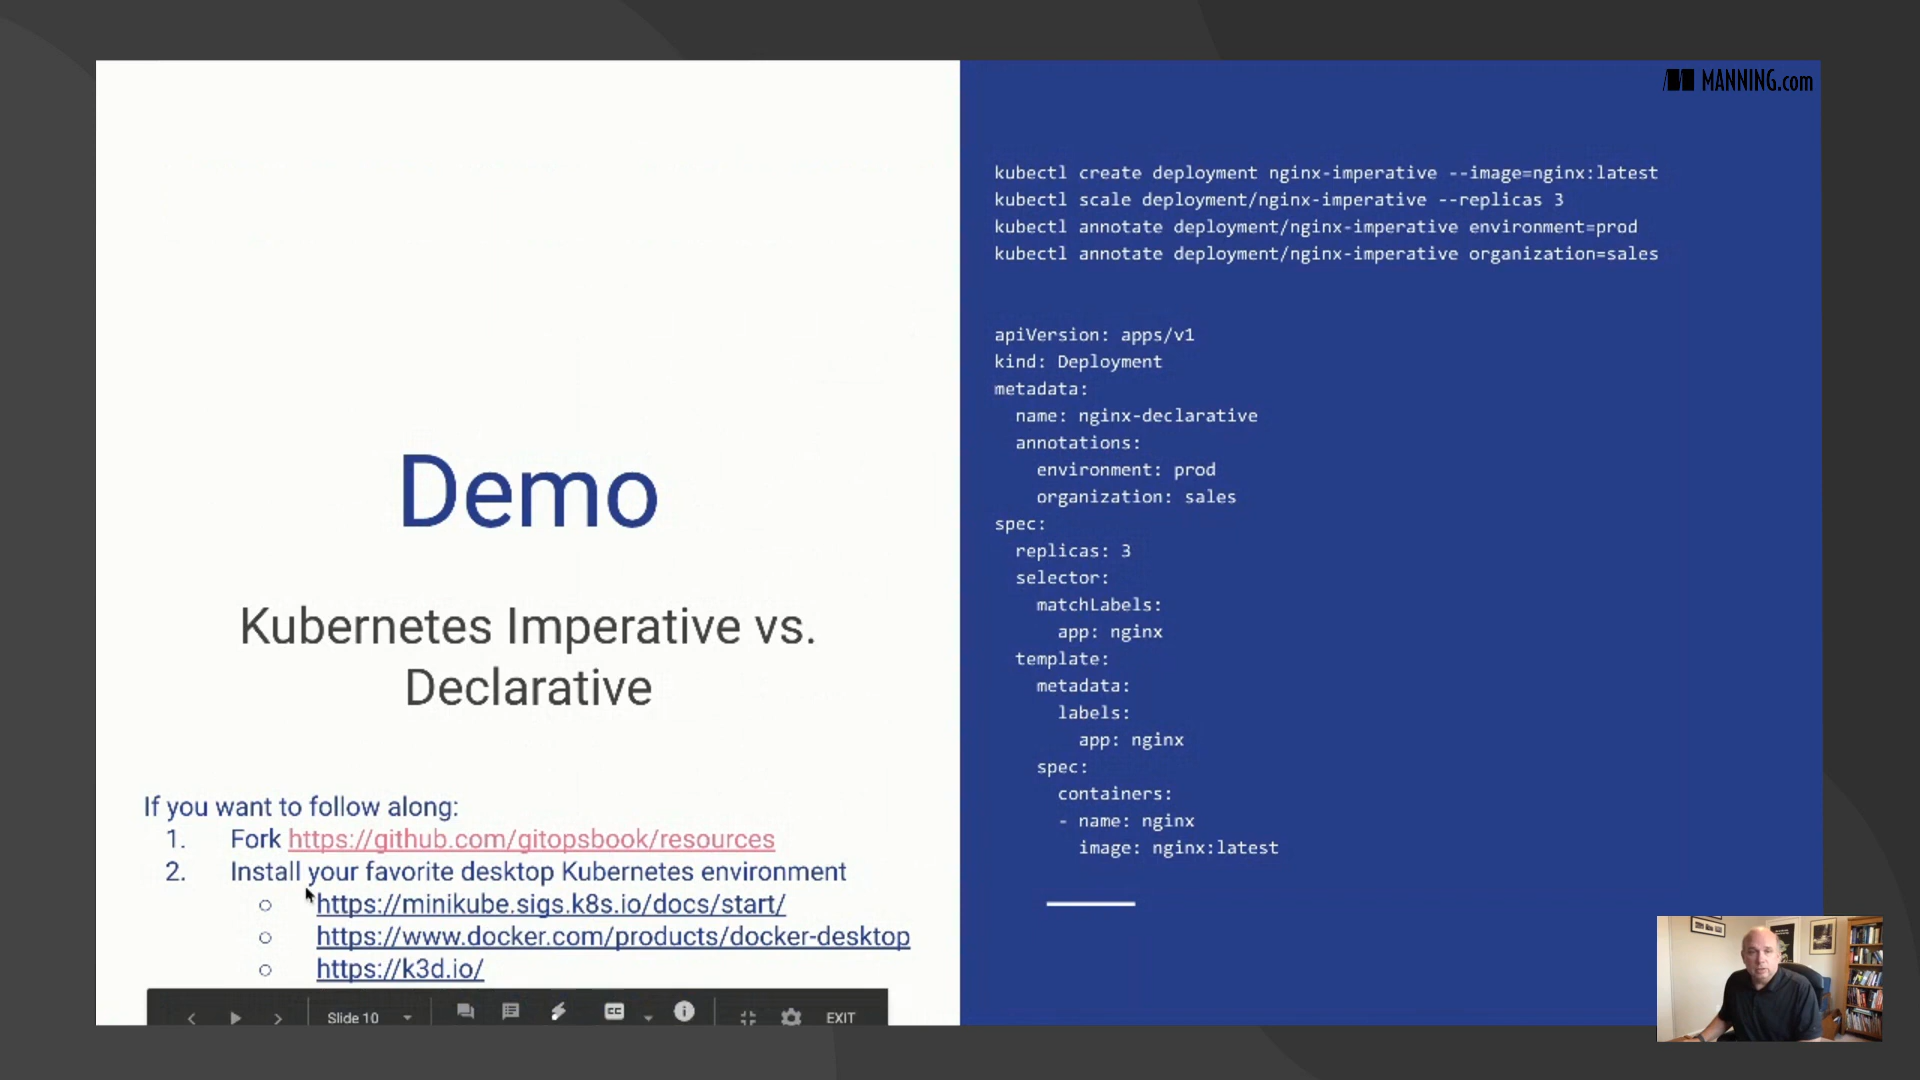 MANNING.com
Demo
Kubernetes Imperative vs.
Declarative
If you want to follow along:
1. Fork https://github.com/gitopsbook/resources
2. Install your favorite desktop Kubernetes environment
○ https://minikube.sigs.k8s.io/docs/start/
○ https://www.docker.com/products/docker-desktop
○ https://k3d.io/
Slide 10
CC
EXIT
kubectl create deployment nginx-imperative --image=nginx:latest
kubectl scale deployment/nginx-imperative --replicas 3
kubectl annotate deployment/nginx-imperative environment=prod
kubectl annotate deployment/nginx-imperative organization=sales
apiVersion: apps/v1
kind: Deployment
metadata:
  name: nginx-declarative
  annotations:
    environment: prod
    organization: sales
spec:
  replicas: 3
  selector:
    matchLabels:
      app: nginx
  template:
    metadata:
      labels:
        app: nginx
    spec:
      containers:
      - name: nginx
        image: nginx:latest